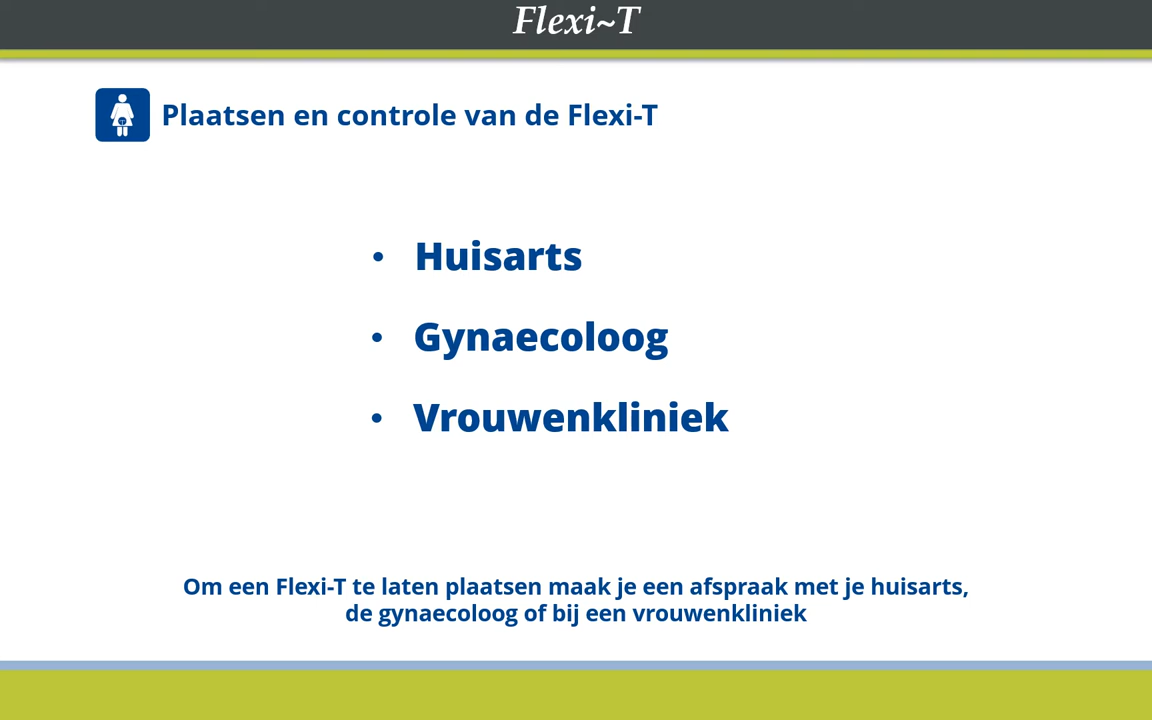 Flexi~T
Plaatsen en controle van de Flexi-T
• Huisarts
• Gynaecoloog
• Vrouwenkliniek
Om een Flexi-T te laten plaatsen maak je een afspraak met je huisarts,
de gynaecoloog of bij een vrouwenkliniek